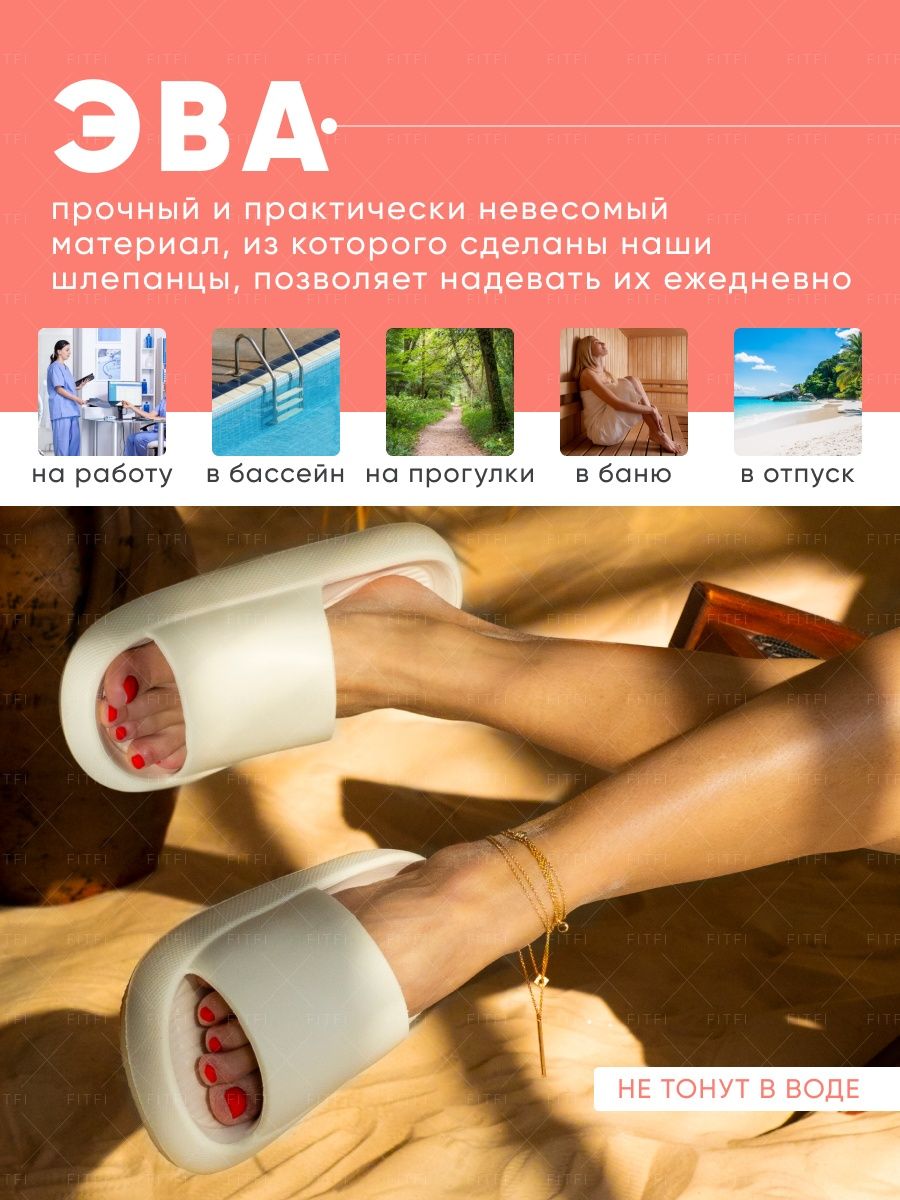 ЭВА
прочный и практически невесомый
материал, из которого сделаны наши
шлепанцы, позволяет надевать их ежедневно
на работу
в бассейн
на прогулки
в баню
в отпуск
НЕ ТОНУТ В ВОДЕ
FITFI